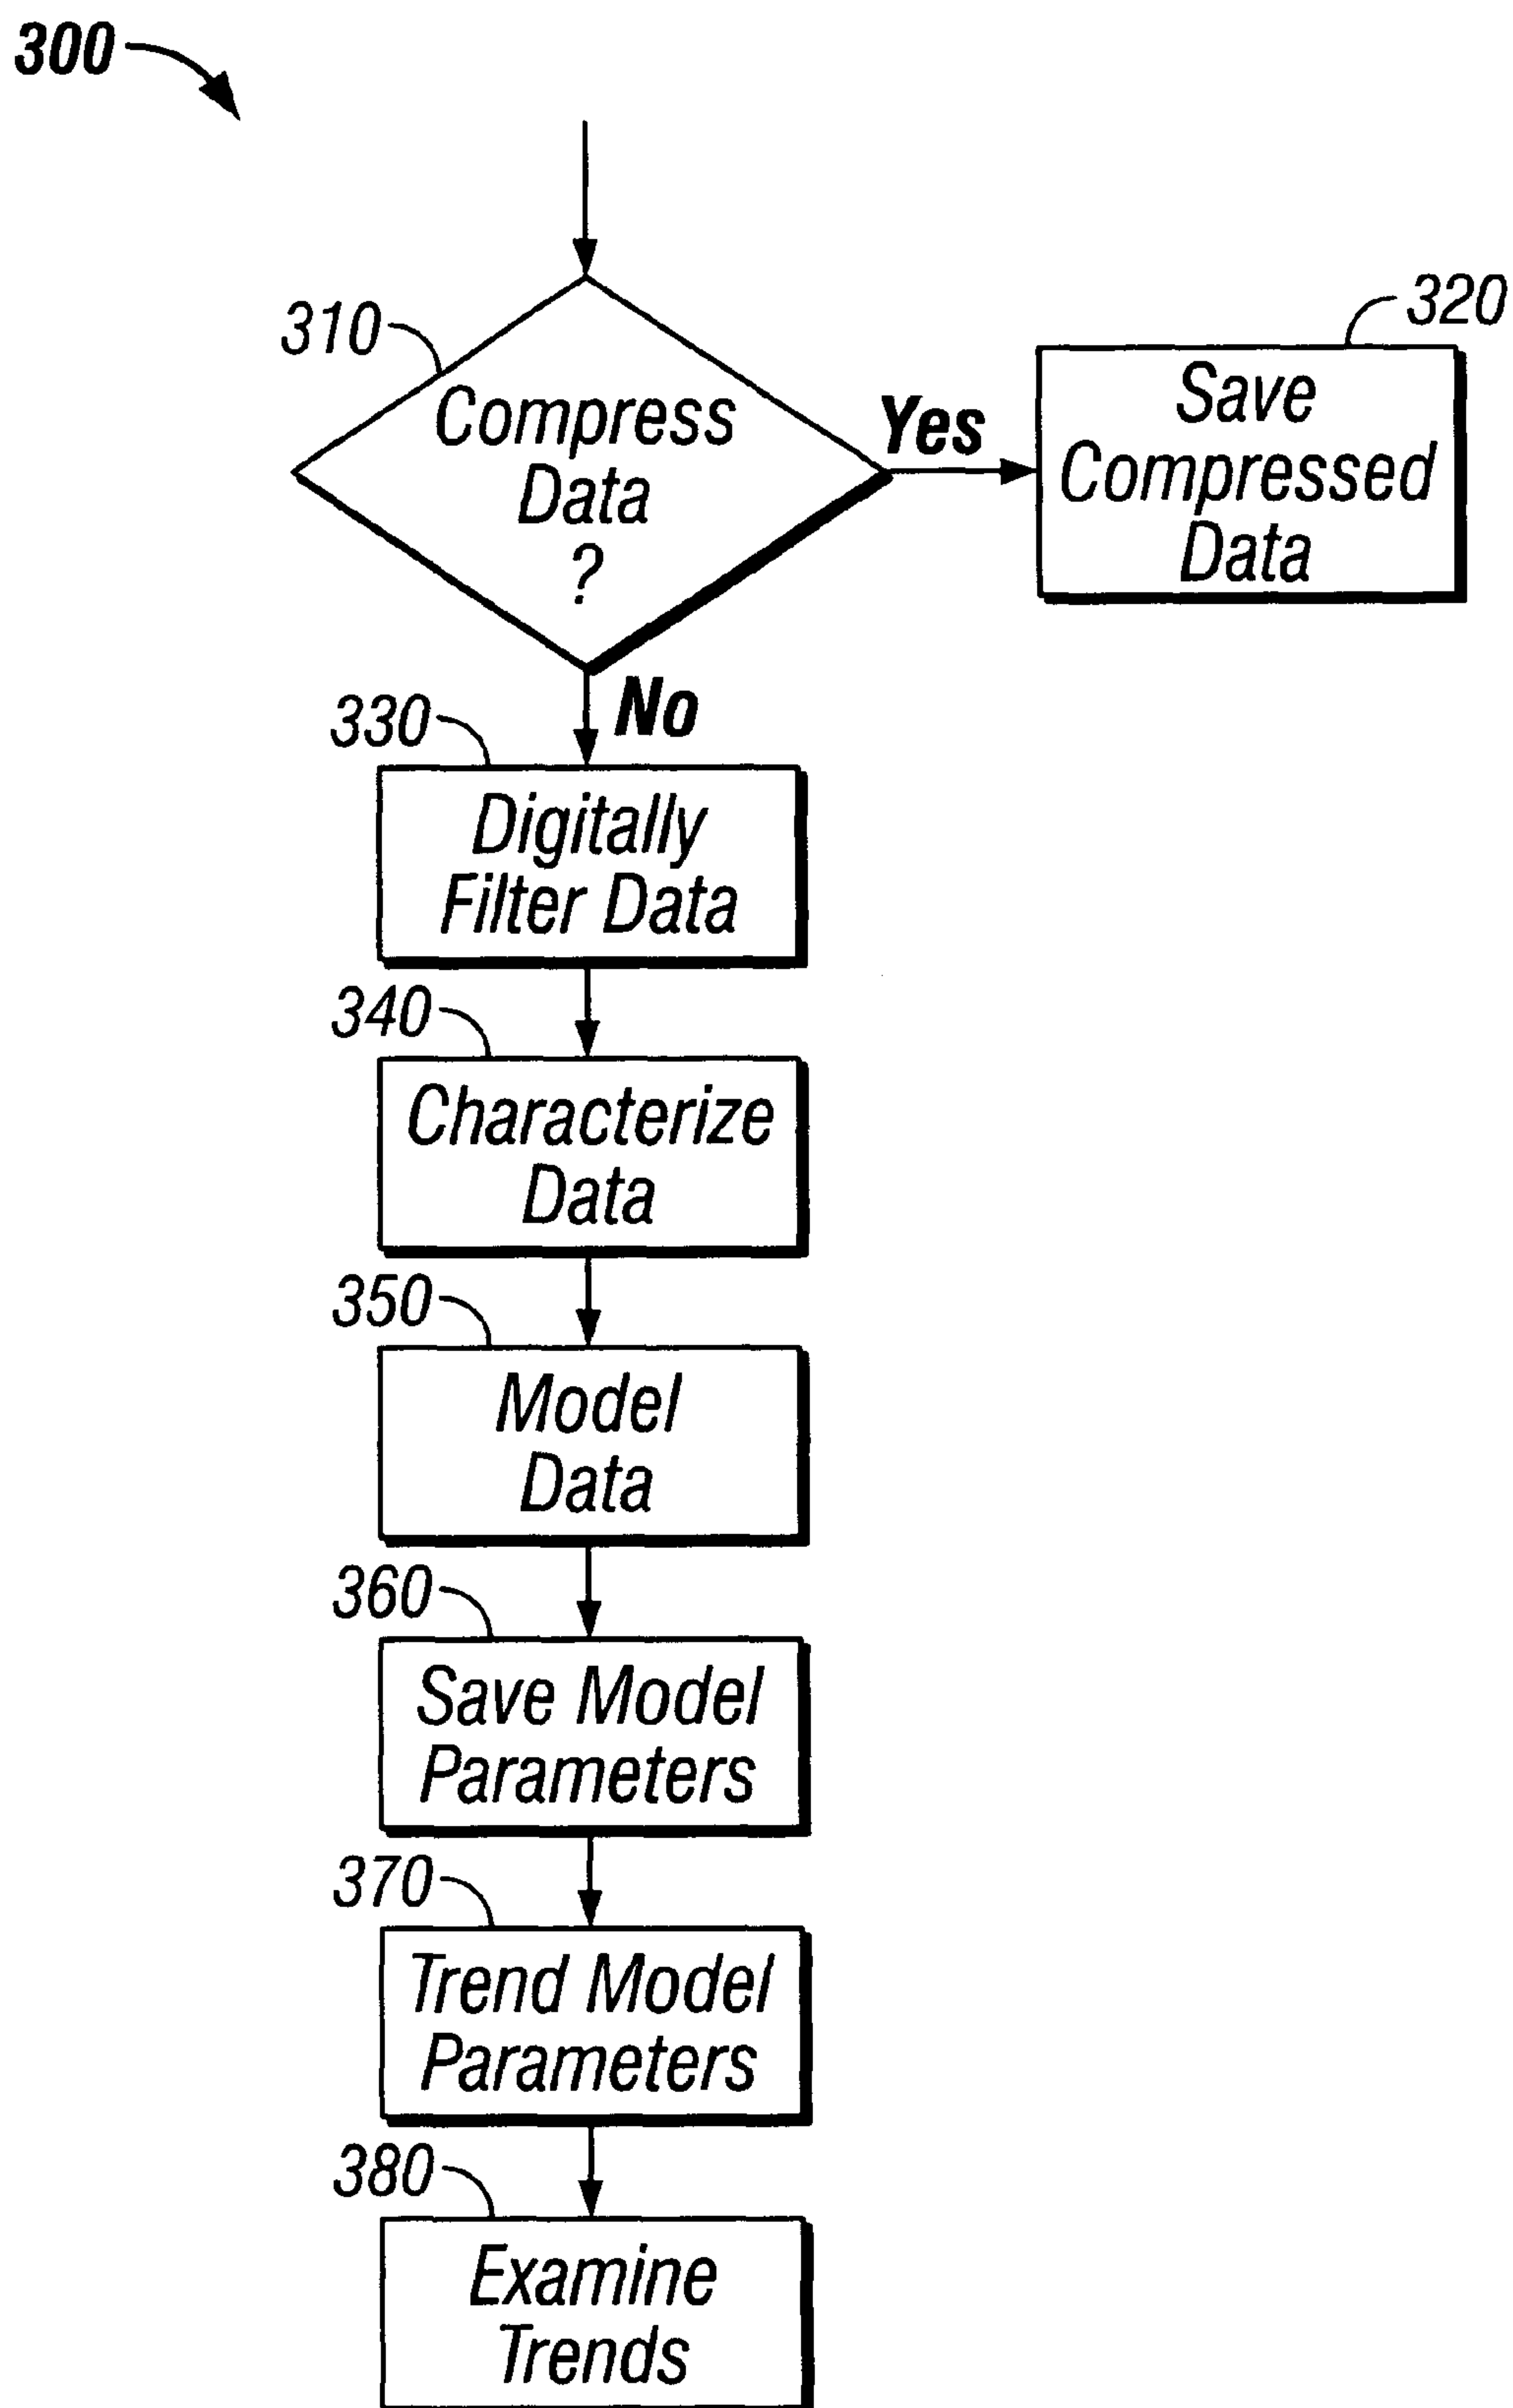 300
310
Compress
Data
?
Yes
320
Save
Compressed
Data
No
330
Digitally
Filter Data
340
Characterize
Data
350
Model
Data
360
Save Model
Parameters
370
Trend Model
Parameters
380
Examine
Trends